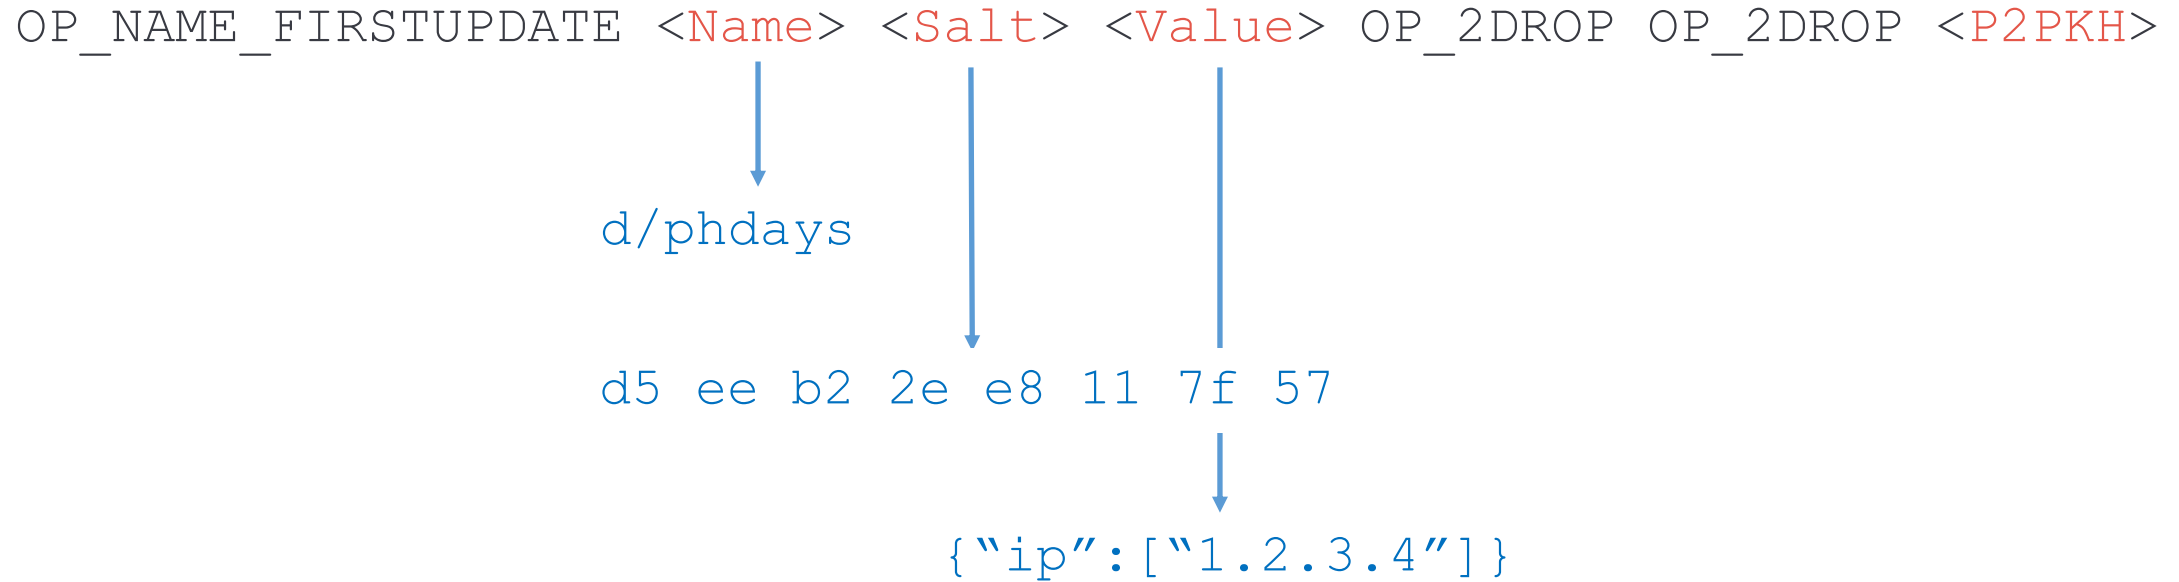 OP_NAME_FIRSTUPDATE <Name> <Salt> <Value> OP_2DROP OP_2DROP <P2PKH>
d/phdays
d5 ee b2 2e e8 11 7f 57
{“ip”:[“1.2.3.4”]}